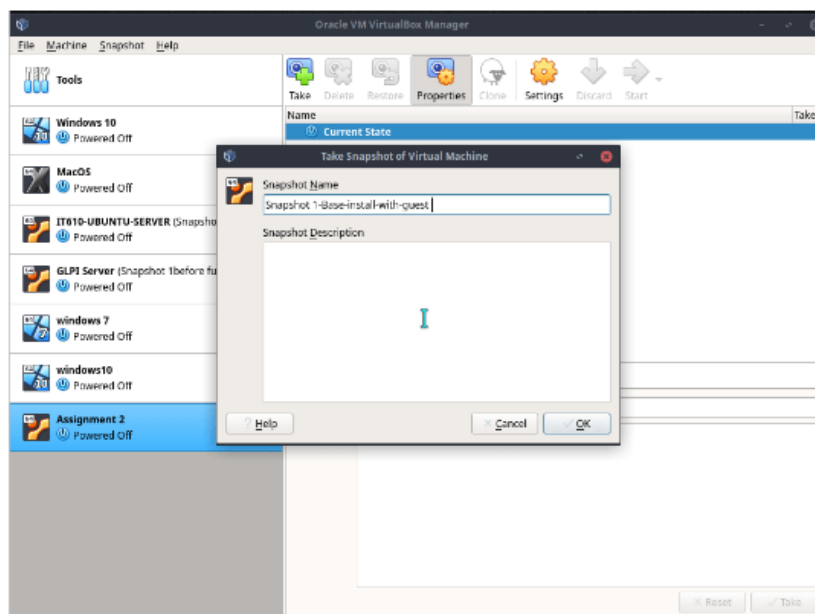 Oracle VM VirtualBox Manager
File Machine Snapshot Help
Tools
Take Delete Restore Properties Clone Settings Discard Start
Name Take
Current State
Windows 10
Powered Off
MacOS
Powered Off
IT610-UBUNTU-SERVER (Snapsho
Powered Off
GLPI Server (Snapshot 1before fu
Powered Off
windows 7
Powered Off
windows10
Powered Off
Assignment 2
Powered Off
Take Snapshot of Virtual Machine
Snapshot Name
Snapshot 1-Base-install-with-guest
Snapshot Description
? Help Cancel OK
Reset Take